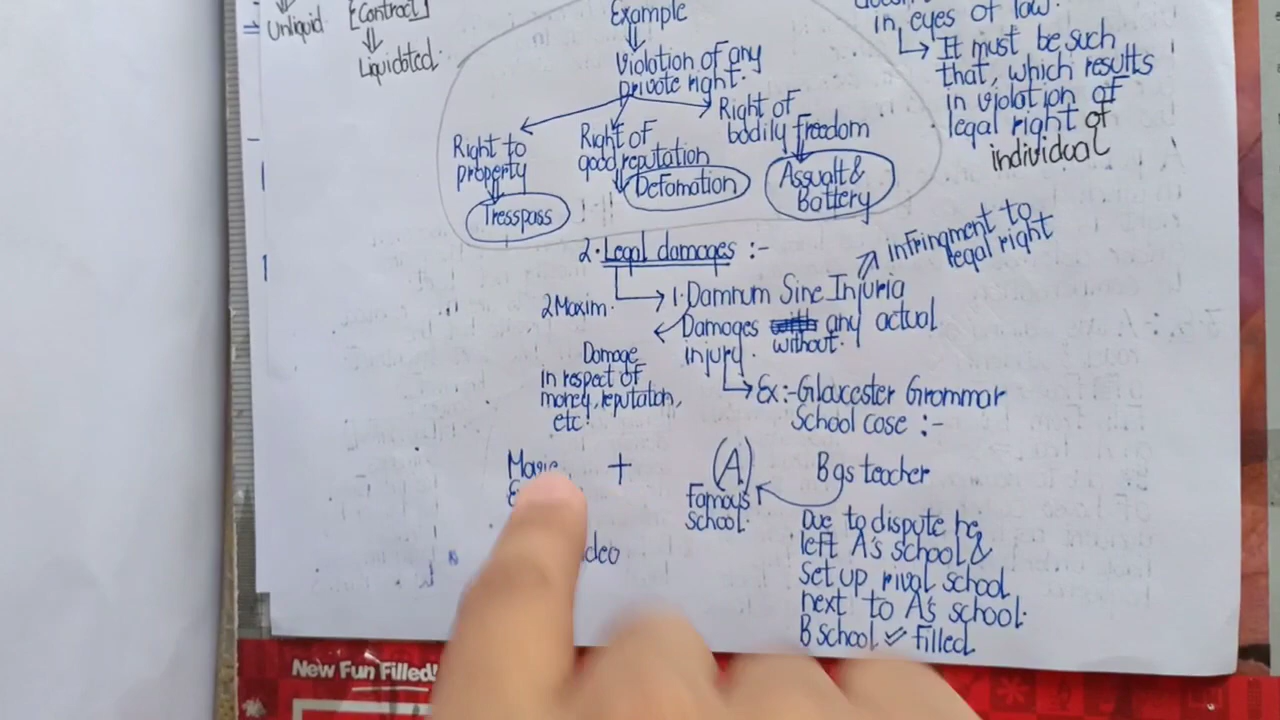 Unliquid
[Contract]
Liquidated.
Example
Violation of any
private right.
Right to
property
Tresspass
Right of
good reputation
Defamation
Right of
bodily freedom
Assualt &
Battery
in eyes of law.
It must be such
that, which results
in violation of
legal right of
individual
2. Legal damages :-
infringment to
legal right
2 Maxim.
1. Damnum Sine Injuria
Damages any actual
without.
injury.
Damage
in respect of
money, reputation,
etc!
Ex:- Gloucester Grammar
School case :-
+
(A)
Famous
school.
B gs teacher
Due to dispute he
left A's school &
set up rival school
next to A's school.
B school filled
New Fun Filled!